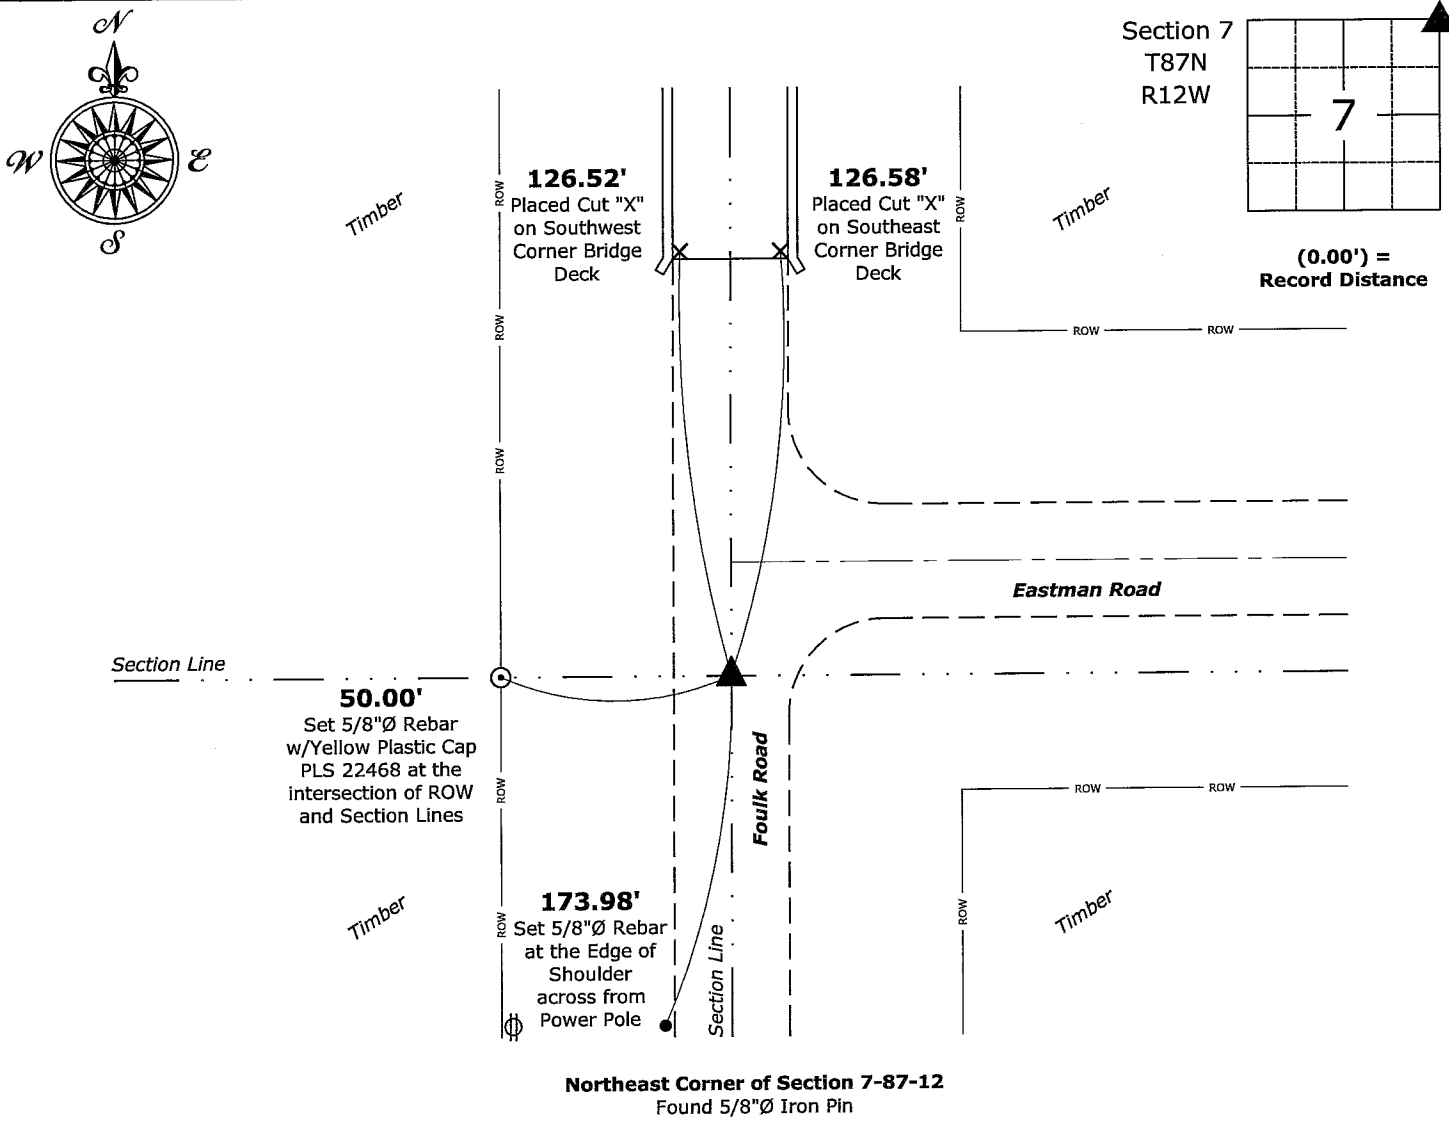 N
W
E
S
Section 7
T87N
R12W
7
(0.00') =
Record Distance
Timber
ROW
126.52'
Placed Cut "X"
on Southwest
Corner Bridge
Deck
126.58'
Placed Cut "X"
on Southeast
Corner Bridge
Deck
ROW
Timber
ROW
ROW
ROW
ROW
Eastman Road
Section Line
50.00'
Set 5/8"Ø Rebar
w/Yellow Plastic Cap
PLS 22468 at the
intersection of ROW
and Section Lines
ROW
Foulk Road
ROW
ROW
Timber
ROW
173.98'
Set 5/8"Ø Rebar
at the Edge of
Shoulder
across from
Power Pole
Section Line
ROW
Timber
Northeast Corner of Section 7-87-12
Found 5/8"Ø Iron Pin